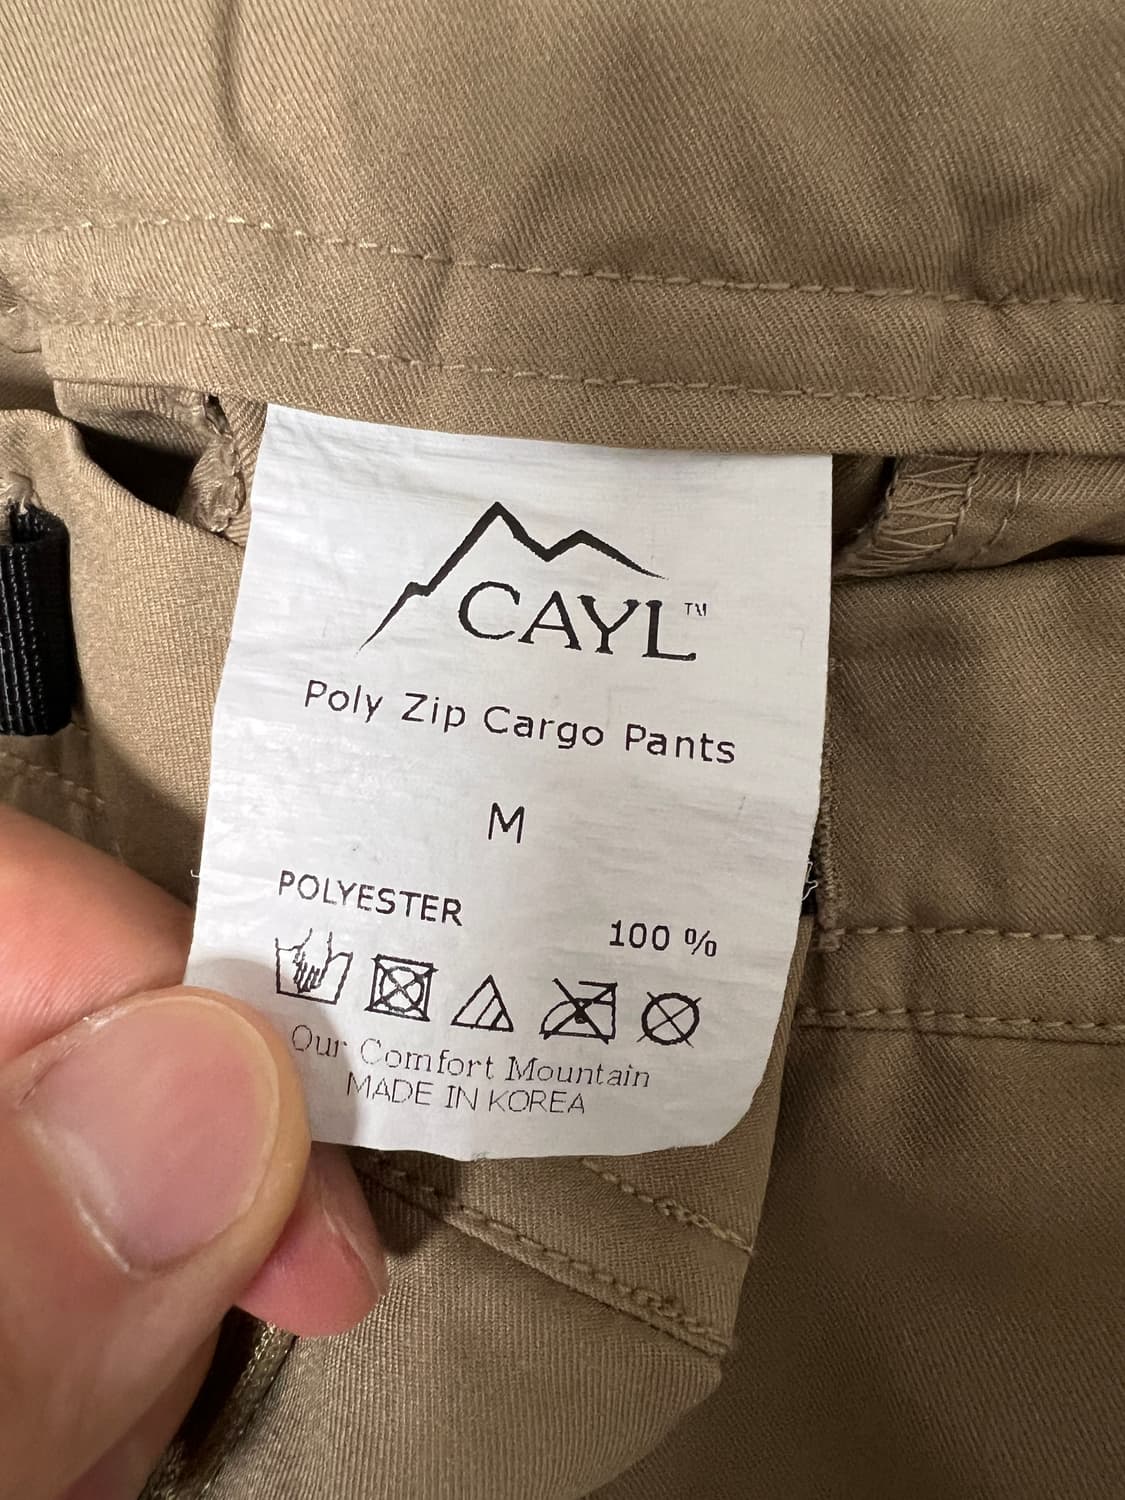 CAYL™
Poly Zip Cargo Pants
M
POLYESTER 100 %
Our Comfort Mountain
MADE IN KOREA